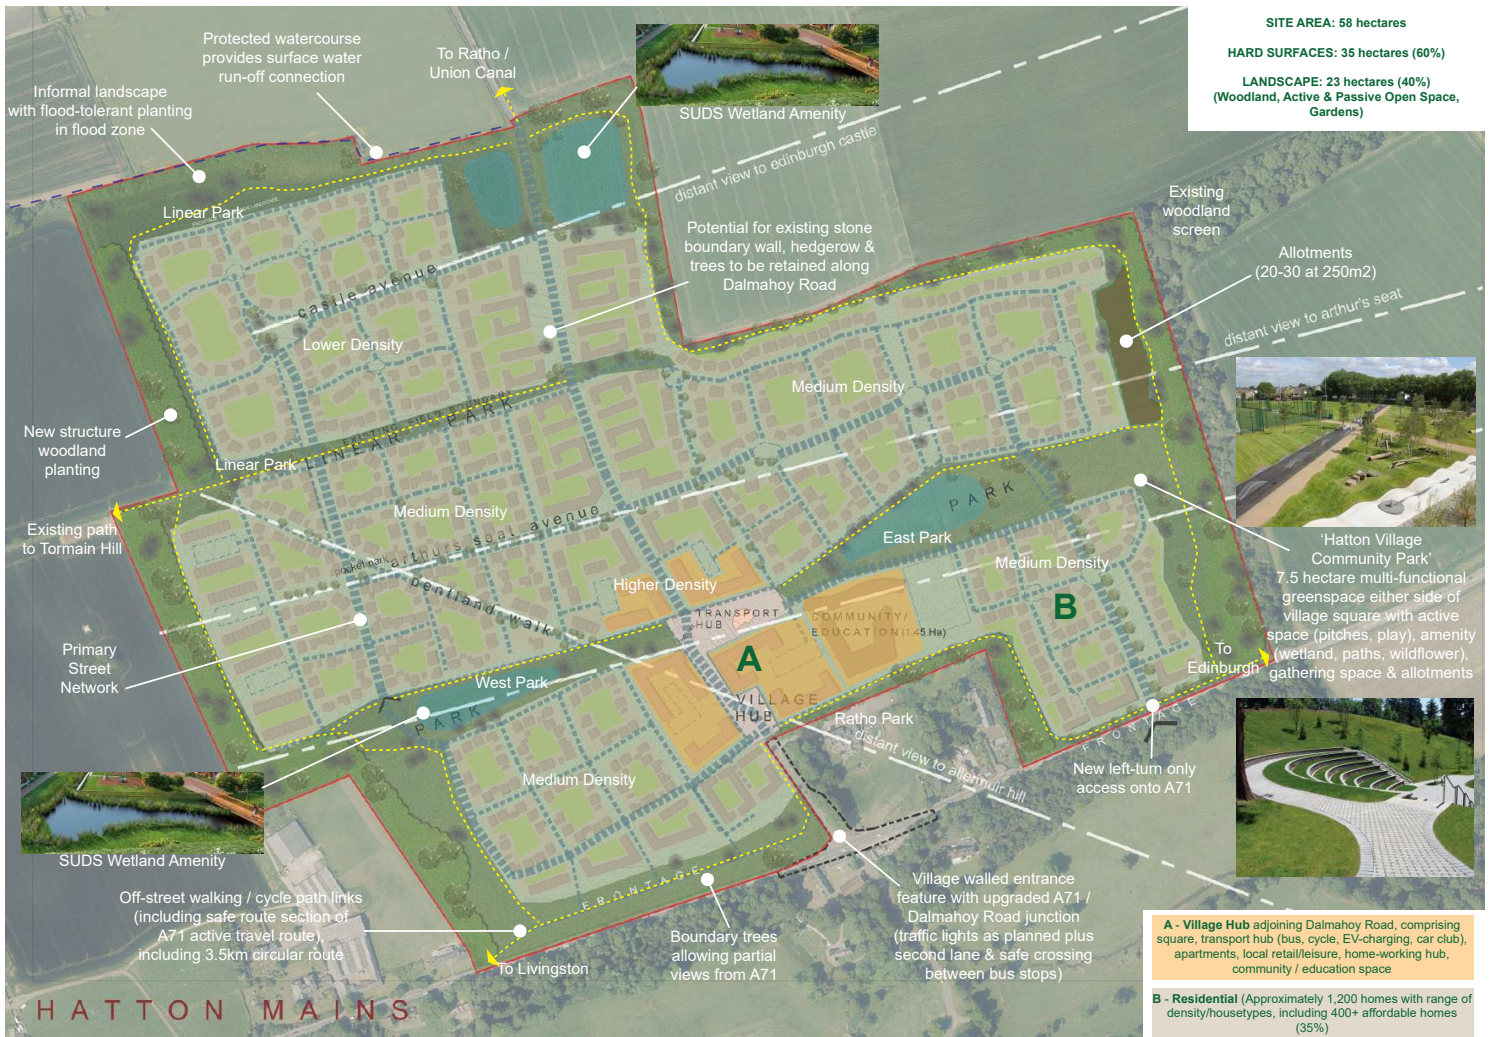 SITE AREA: 58 hectares
HARD SURFACES: 35 hectares (60%)
LANDSCAPE: 23 hectares (40%)
(Woodland, Active & Passive Open Space,
Gardens)
Protected watercourse
provides surface water
run-off connection
To Ratho /
Union Canal
SUDS Wetland Amenity
Informal landscape
with flood-tolerant planting
in flood zone
distant view to edinburgh castle
Existing
woodland
screen
Linear Park
Potential for existing stone
boundary wall, hedgerow &
trees to be retained along
Dalmahoy Road
Allotments
(20-30 at 250m2)
castle avenue
distant view to arthur's seat
Lower Density
Medium Density
EXISTING FIELD BOUNDARY
LINEAR PARK
New structure
woodland
planting
Linear Park
PARK
Medium Density
arthurs seat avenue
Existing path
to Tormain Hill
East Park
'Hatton Village
Community Park'
7.5 hectare multi-functional
greenspace either side of
village square with active
space (pitches, play), amenity
(wetland, paths, wildflower),
gathering space & allotments
pocket park
Medium Density
pentland walk
Higher Density
B
TRANSPORT
HUB
COMMUNITY/
EDUCATION (1.45 Ha)
Primary
Street
Network
A
To
Edinburgh
West Park
VILLAGE
HUB
PARK
Ratho Park
FRONTAGE
distant view to allermuir hill
Medium Density
New left-turn only
access onto A71
SUDS Wetland Amenity
Off-street walking / cycle path links
(including safe route section of
A71 active travel route),
including 3.5km circular route
FRONTAGE
Village walled entrance
feature with upgraded A71 /
Dalmahoy Road junction
(traffic lights as planned plus
second lane & safe crossing
between bus stops)
Boundary trees
allowing partial
views from A71
To Livingston
A - Village Hub adjoining Dalmahoy Road, comprising
square, transport hub (bus, cycle, EV-charging, car club),
apartments, local retail/leisure, home-working hub,
community / education space
B - Residential (Approximately 1,200 homes with range of
density/housetypes, including 400+ affordable homes
(35%)
HATTON MAINS